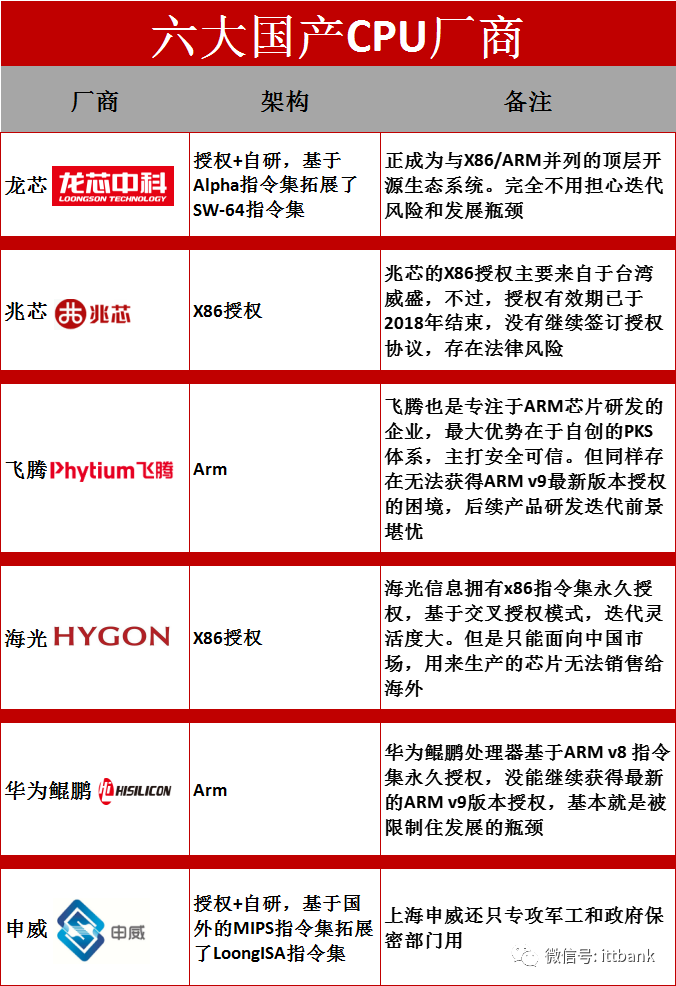 六大国产CPU厂商
厂商 架构 备注
龙芯 龙芯中科
LOONGSON TECHNOLOGY
授权+自研，基于
Alpha指令集拓展了
SW-64指令集
正成为与X86/ARM并列的顶层开
源生态系统。完全不用担心迭代
风险和发展瓶颈
兆芯 兆芯
X86授权
兆芯的X86授权主要来自于台湾
威盛，不过，授权有效期已于
2018年结束，没有继续签订授权
协议，存在法律风险
飞腾 Phytium飞腾
Arm
飞腾也是专注于ARM芯片研发的
企业，最大优势在于自创的PKS
体系，主打安全可信。但同样存
在无法获得ARM v9最新版本授权
的困境，后续产品研发迭代前景
堪忧
海光 HYGON
X86授权
海光信息拥有x86指令集永久授
权，基于交叉授权模式，迭代灵
活度大。但是只能面向中国市
场，用来生产的芯片无法销售给
海外
华为鲲鹏 HISILICON
Arm
华为鲲鹏处理器基于ARM v8 指令
集永久授权，没能继续获得最新
的ARM v9版本授权，基本就是被
限制住发展的瓶颈
申威 申威
授权+自研，基于国
外的MIPS指令集拓展
了LoongISA指令集
上海申威还只专攻军工和政府保
密部门用
微信号: ittbank